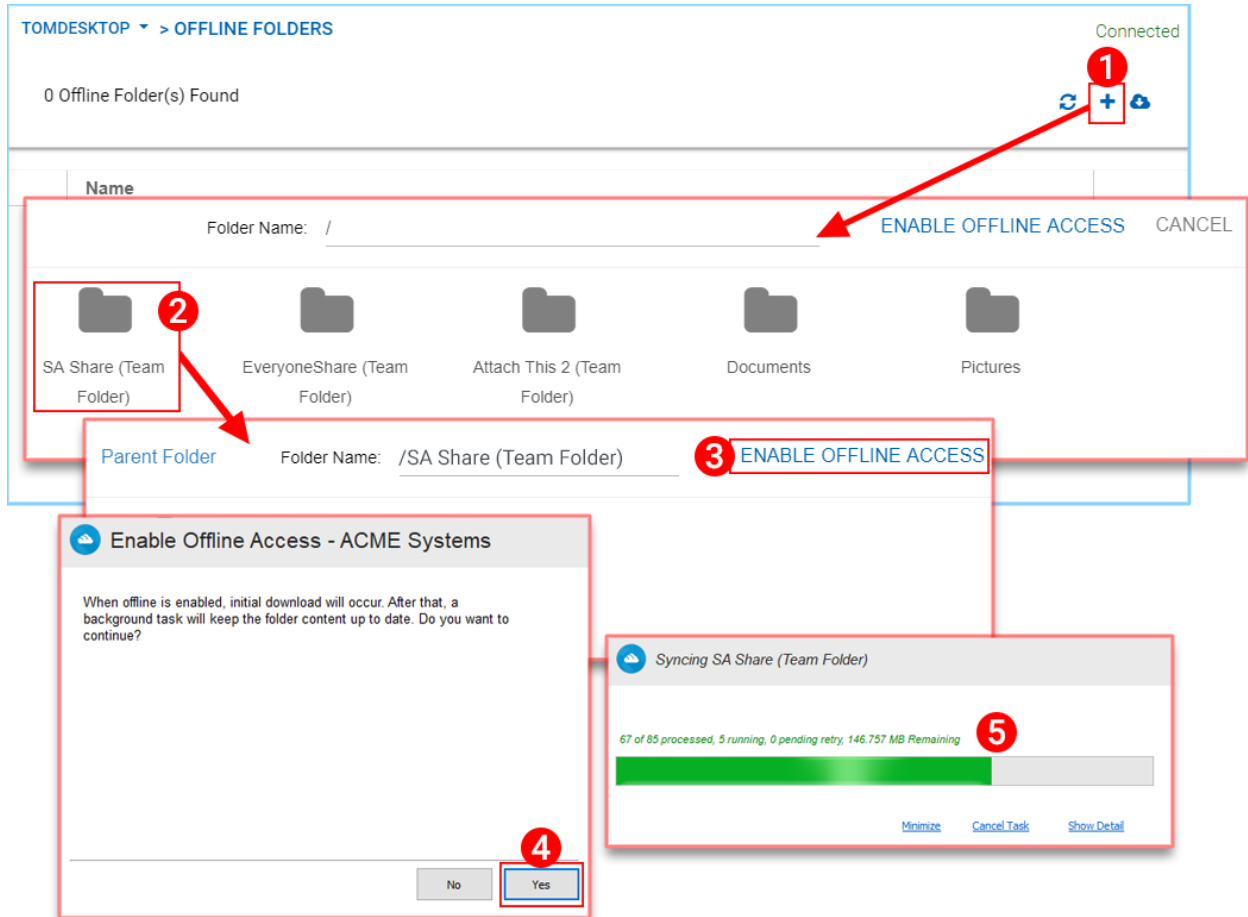 TOMDESKTOP > OFFLINE FOLDERS
Connected
1
0 Offline Folder(s) Found
Name
Folder Name: /
ENABLE OFFLINE ACCESS CANCEL
2
SA Share (Team
Folder)
EveryoneShare (Team
Folder)
Attach This 2 (Team
Folder)
Documents
Pictures
Parent Folder
Folder Name: /SA Share (Team Folder)
3
ENABLE OFFLINE ACCESS
Enable Offline Access - ACME Systems
When offline is enabled, initial download will occur. After that, a
background task will keep the folder content up to date. Do you want to
continue?
4
No
Yes
Syncing SA Share (Team Folder)
67 of 85 processed, 5 running, 0 pending retry, 146.757 MB Remaining
5
Minimize
Cancel Task
Show Detail